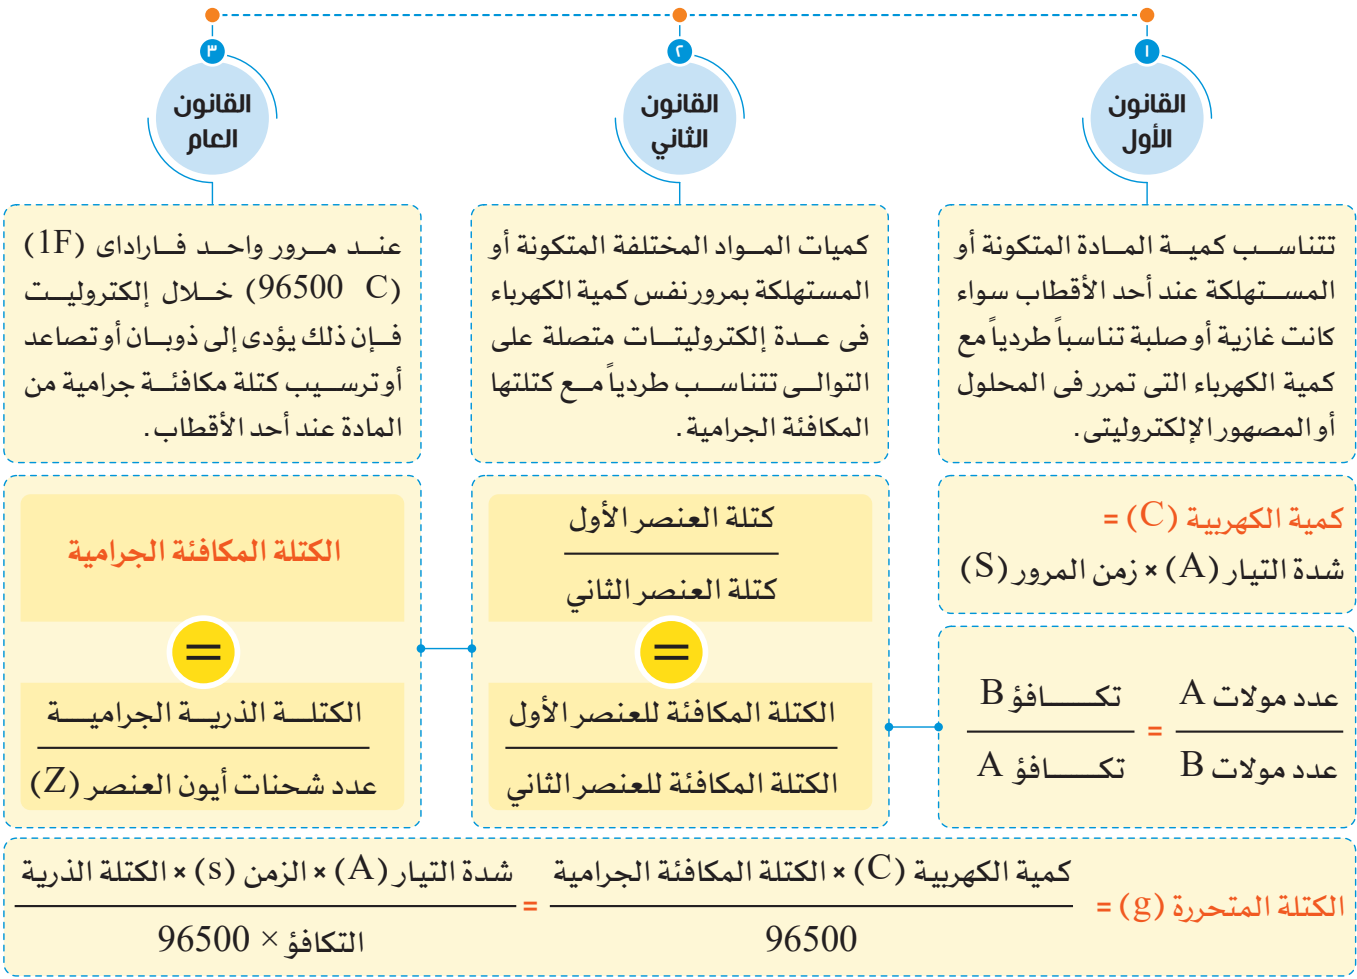 ١
القانون
الأول
تتناسب كمية المادة المتكونة أو
المستهلكة عند أحد الأقطاب سواء
كانت غازية أو صلبة تناسباً طردياً مع
كمية الكهرباء التى تمرر فى المحلول
أو المصهور الإلكتروليتى.
٢
القانون
الثاني
كميات المواد المختلفة المتكونة أو
المستهلكة بمرور نفس كمية الكهرباء
فى عدة إلكتروليتات متصلة على
التوالى تتناسب طردياً مع كتلتها
المكافئة الجرامية.
٣
القانون
العام
عند مرور واحد فاراداى (1F)
(96500 C) خلال إلكتروليت
فإن ذلك يؤدى إلى ذوبان أو تصاعد
أو ترسيب كتلة مكافئة جرامية من
المادة عند أحد الأقطاب.
كمية الكهربية (C) =
شدة التيار (A) × زمن المرور (S)
عدد مولات A
عدد مولات B
=
تكافؤ B
تكافؤ A
كتلة العنصر الأول
كتلة العنصر الثاني
=
الكتلة المكافئة للعنصر الأول
الكتلة المكافئة للعنصر الثاني
الكتلة المكافئة الجرامية
=
الكتلة الذرية الجرامية
عدد شحنات أيون العنصر (Z)
الكتلة المتحررة (g) =
كمية الكهربية (C) × الكتلة المكافئة الجرامية
96500
=
شدة التيار (A) × الزمن (s) × الكتلة الذرية
التكافؤ × 96500